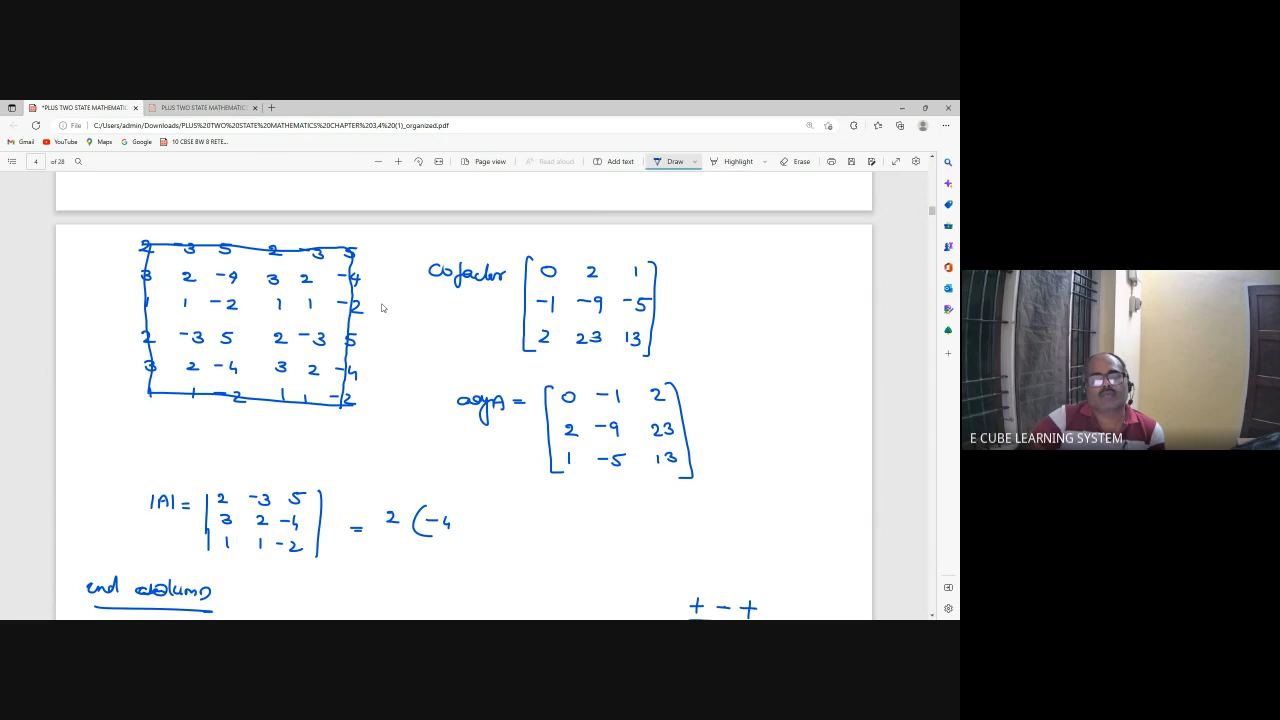 *PLUS TWO STATE MATHEMATIC
PLUS TWO STATE MATHEMATICS
File
C:/Users/admin/Downloads/PLUS%20TWO%20STATE%20MATHEMATICS%20CHAPTER%203,4%20(1)_organized.pdf
Gmail YouTube Maps Google 10 CBSE BW 8 RETE...
4 of 28 Page view Read aloud Add text Draw Highlight Erase
2 -3 5 2 -3 5
3 2 -4 3 2 -4
1 1 -2 1 1 -2
2 -3 5 2 -3 5
3 2 -4 3 2 -4
1 1 -2 1 1 -2
Cofactor
0 2 1
-1 -9 -5
2 23 13
adjA =
0 -1 2
2 -9 23
1 -5 13
|A| =
2 -3 5
3 2 -4
1 1 -2
= 2 (-4
column
+ - +
E CUBE LEARNING SYSTEM